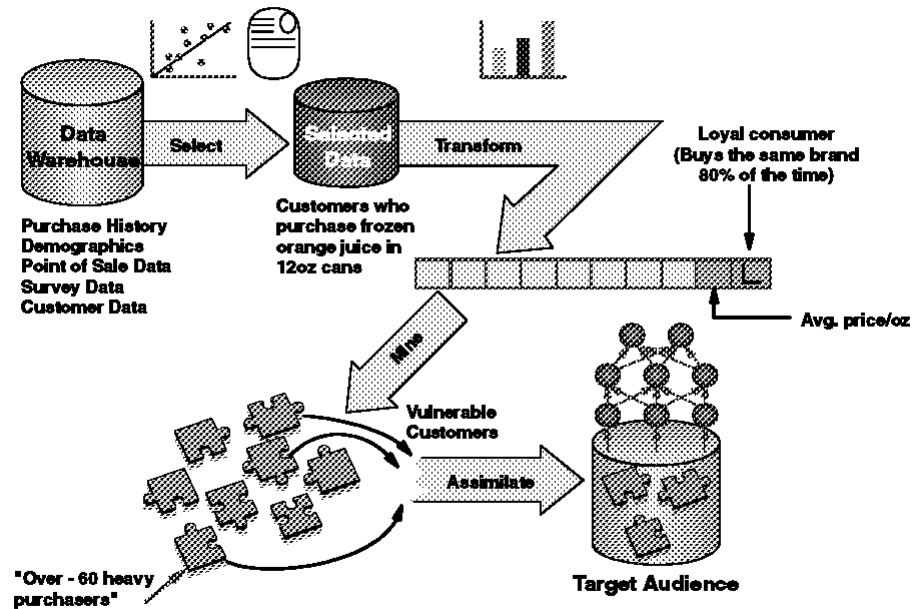 Data
Warehouse
Select
Selected
Data
Transform
Loyal consumer
(Buys the same brand
80% of the time)
Purchase History
Demographics
Point of Sale Data
Survey Data
Customer Data
Customers who
purchase frozen
orange juice in
12oz cans
L
Avg. price/oz
Mine
Vulnerable
Customers
Assimilate
"Over - 60 heavy
purchasers"
Target Audience